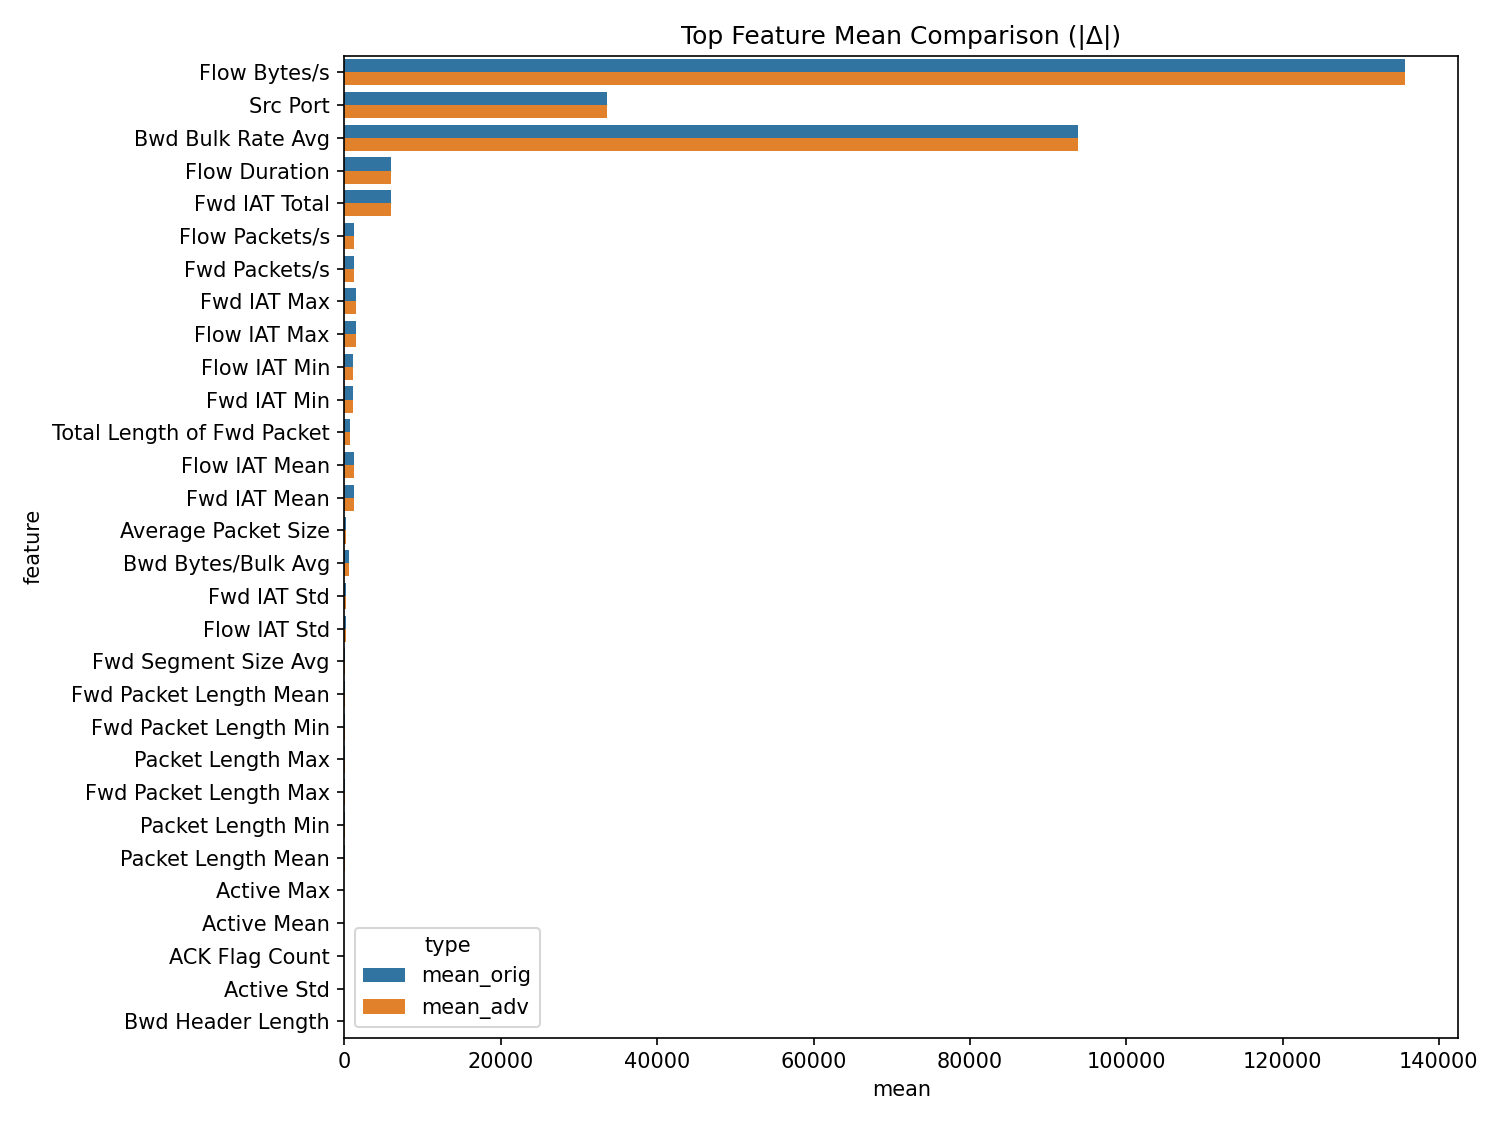 Top Feature Mean Comparison (|Δ|)
Flow Bytes/s
Src Port
Bwd Bulk Rate Avg
Flow Duration
Fwd IAT Total
Flow Packets/s
Fwd Packets/s
Fwd IAT Max
Flow IAT Max
Flow IAT Min
Fwd IAT Min
Total Length of Fwd Packet
Flow IAT Mean
Fwd IAT Mean
Average Packet Size
Bwd Bytes/Bulk Avg
Fwd IAT Std
Flow IAT Std
Fwd Segment Size Avg
Fwd Packet Length Mean
Fwd Packet Length Min
Packet Length Max
Fwd Packet Length Max
Packet Length Min
Packet Length Mean
Active Max
Active Mean
ACK Flag Count
Active Std
Bwd Header Length
feature
type
mean_orig
mean_adv
0 20000 40000 60000 80000 100000 120000 140000
mean